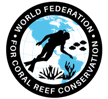 WORLD FEDERATION
FOR CORAL REEF CONSERVATION